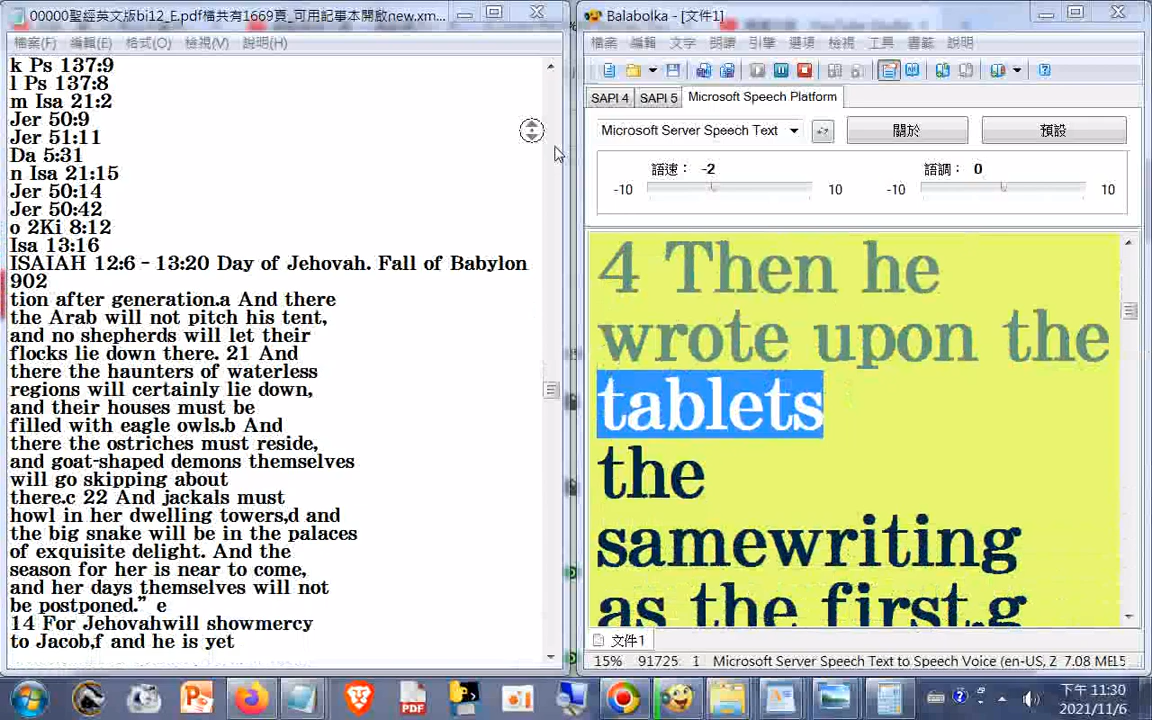 00000聖經英文版bi12_E.pdf檔共有1669頁_可用記事本開啟new.xm...
檔案(F) 編輯(E) 格式(O) 檢視(V) 說明(H)
k Ps 137:9
l Ps 137:8
m Isa 21:2
Jer 50:9
Jer 51:11
Da 5:31
n Isa 21:15
Jer 50:14
Jer 50:42
o 2Ki 8:12
Isa 13:16
ISAIAH 12:6–13:20 Day of Jehovah. Fall of Babylon
902
tion after generation.a And there
the Arab will not pitch his tent,
and no shepherds will let their
flocks lie down there. 21 And
there the haunters of waterless
regions will certainly lie down,
and their houses must be
filled with eagle owls.b And
there the ostriches must reside,
and goat-shaped demons themselves
will go skipping about
there.c 22 And jackals must
howl in her dwelling towers,d and
the big snake will be in the palaces
of exquisite delight. And the
season for her is near to come,
and her days themselves will not
be postponed.” e
14 For Jehovahwill showmercy
to Jacob,f and he is yet
Balabolka - [文件1]
檔案 編輯 文字 朗讀 引擎 選項 檢視 工具 書籤 說明
SAPI 4 SAPI 5 Microsoft Speech Platform
Microsoft Server Speech Text 關於 預設
語速： -2 語調： 0
-10 10 -10 10
4 Then he
wrote upon the
tablets
the
samewriting
as the first,g
文件1
15% 91725 1 Microsoft Server Speech Text to Speech Voice (en-US, Z 7.08 ME15
PDF
下午 11:30
2021/11/6